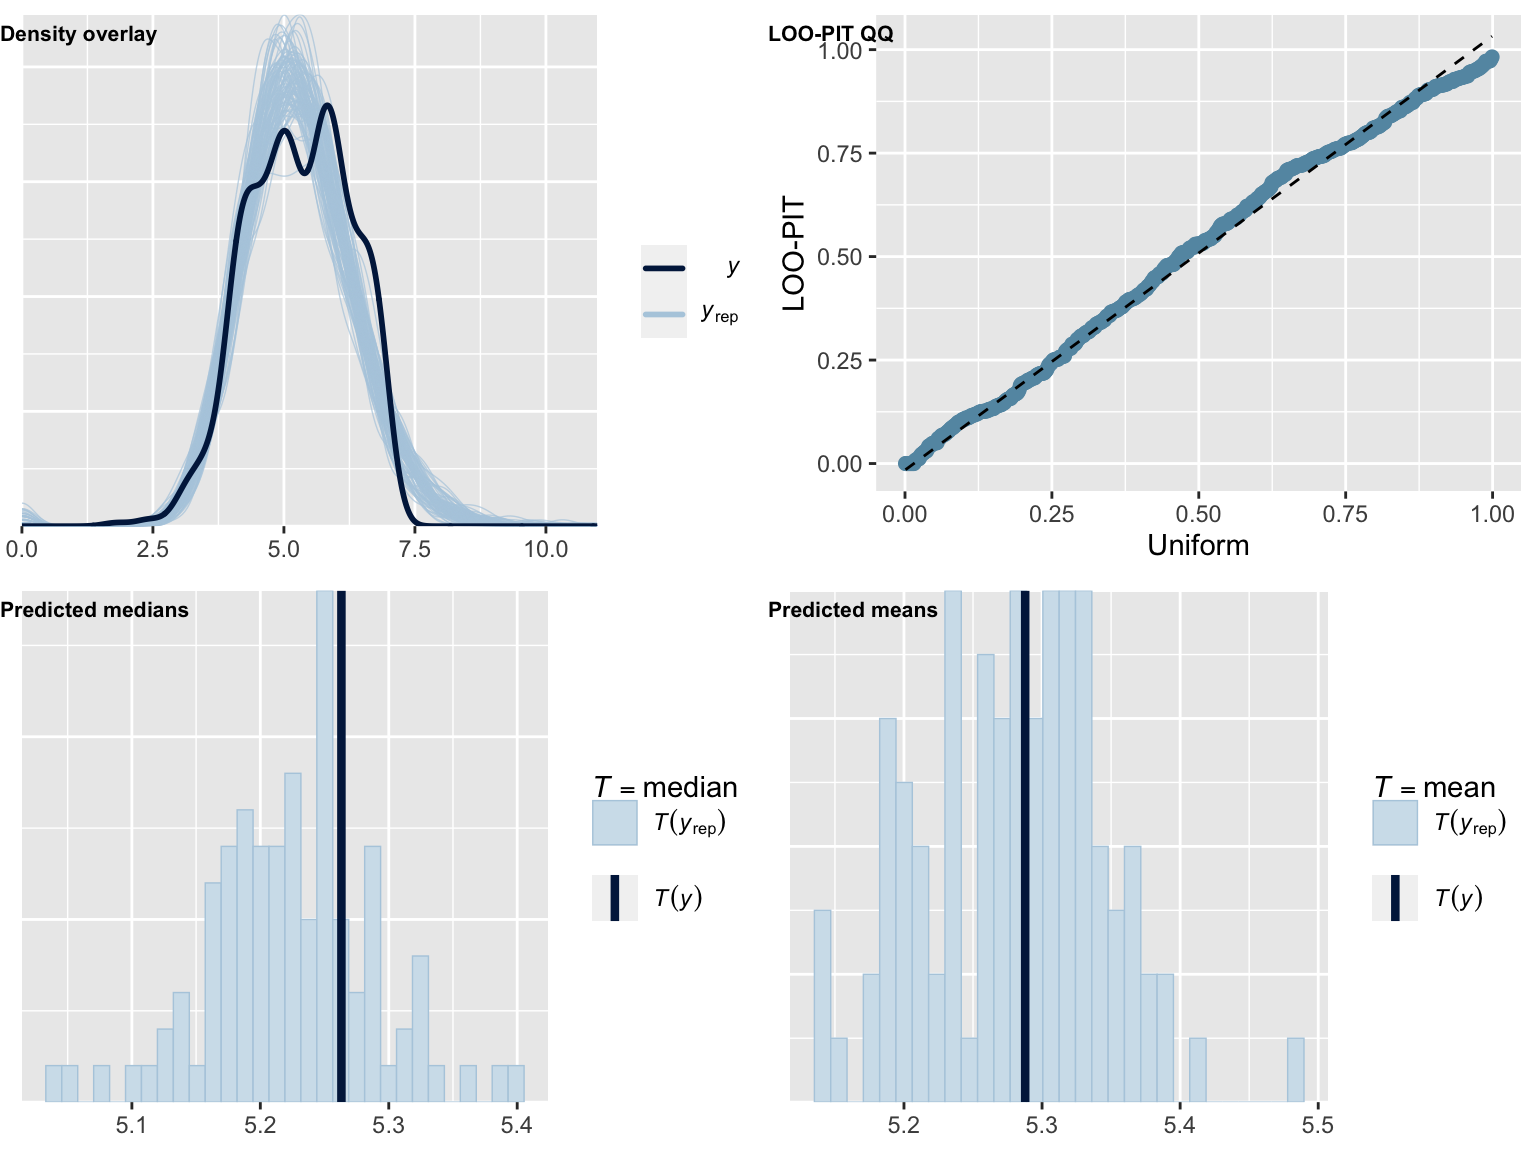 Density overlay
y
yrep
0.0 2.5 5.0 7.5 10.0
LOO-PIT QQ
1.00
0.75
0.50
0.25
0.00
LOO-PIT
0.00 0.25 0.50 0.75 1.00
Uniform
Predicted medians
T = median
T(yrep)
T(y)
5.1 5.2 5.3 5.4
Predicted means
T = mean
T(yrep)
T(y)
5.2 5.3 5.4 5.5